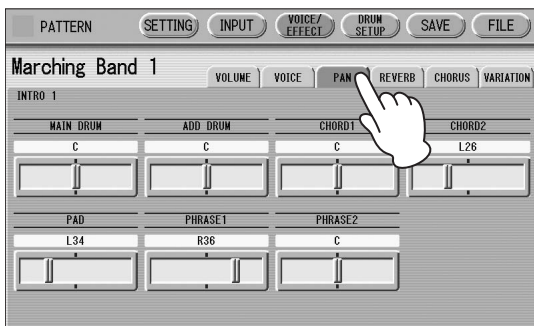 PATTERN SETTING INPUT VOICE/ EFFECT DRUM SETUP SAVE FILE
Marching Band 1
VOLUME VOICE PAN REVERB CHORUS VARIATION
INTRO 1
MAIN DRUM ADD DRUM CHORD1 CHORD2
C C C L26
PAD PHRASE1 PHRASE2
L34 R36 C